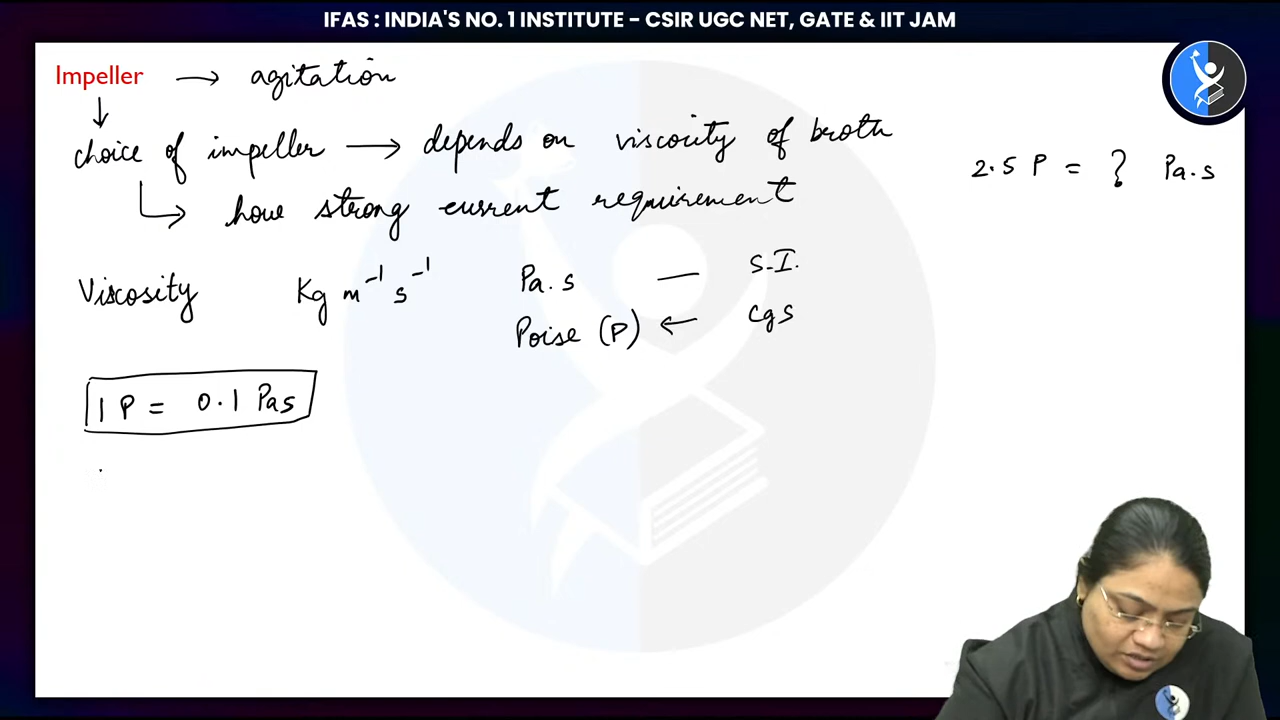 IFAS : INDIA'S NO. 1 INSTITUTE - CSIR UGC NET, GATE & IIT JAM
Impeller → agitation
choice of impeller → depends on viscosity of broth
how strong current requirement
2.5 P = ? Pa.s
Viscosity Kg m⁻¹ s⁻¹ Pa.s — S.I.
Poise (P) ← cgs
1 P = 0.1 Pas